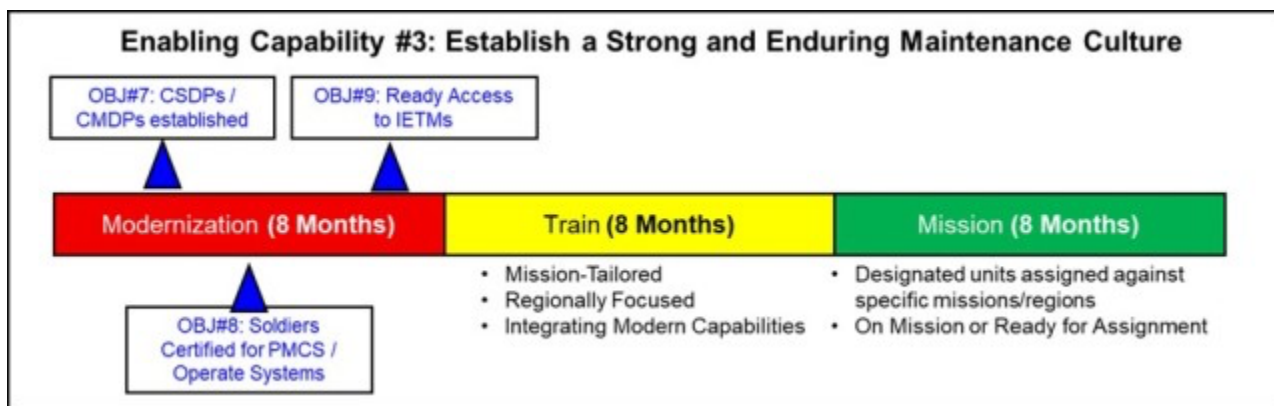 Enabling Capability #3: Establish a Strong and Enduring Maintenance Culture
OBJ#7: CSDPs /
CMDPs established
OBJ#9: Ready Access
to IETMs
Modernization (8 Months)
Train (8 Months)
Mission (8 Months)
OBJ#8: Soldiers
Certified for PMCS /
Operate Systems
• Mission-Tailored
• Regionally Focused
• Integrating Modern Capabilities
• Designated units assigned against
specific missions/regions
• On Mission or Ready for Assignment